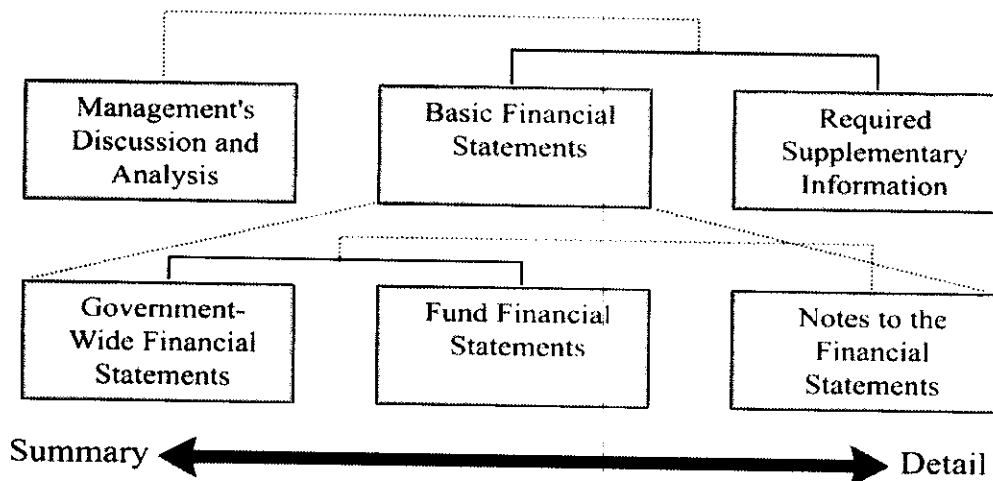 Management's
Discussion and
Analysis
Basic Financial
Statements
Required
Supplementary
Information
Government-
Wide Financial
Statements
Fund Financial
Statements
Notes to the
Financial
Statements
Summary
Detail